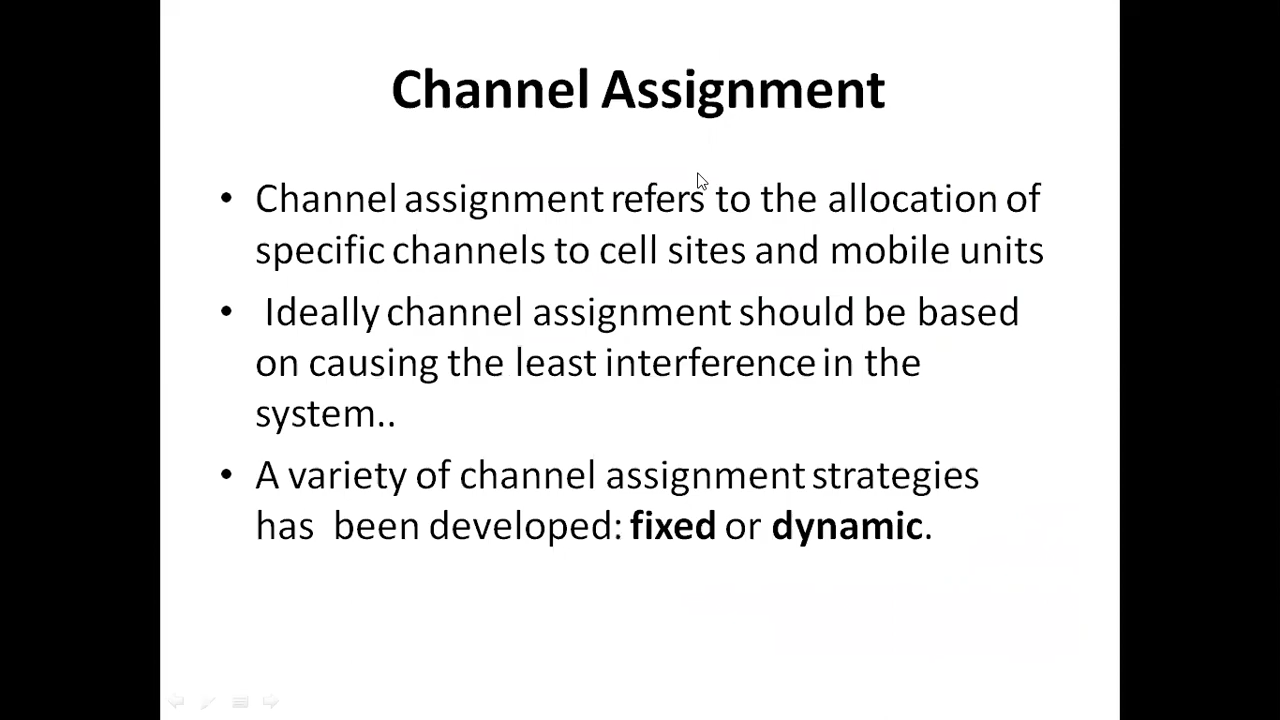 Channel Assignment
• Channel assignment refers to the allocation of
specific channels to cell sites and mobile units
• Ideally channel assignment should be based
on causing the least interference in the
system..
• A variety of channel assignment strategies
has been developed: fixed or dynamic.